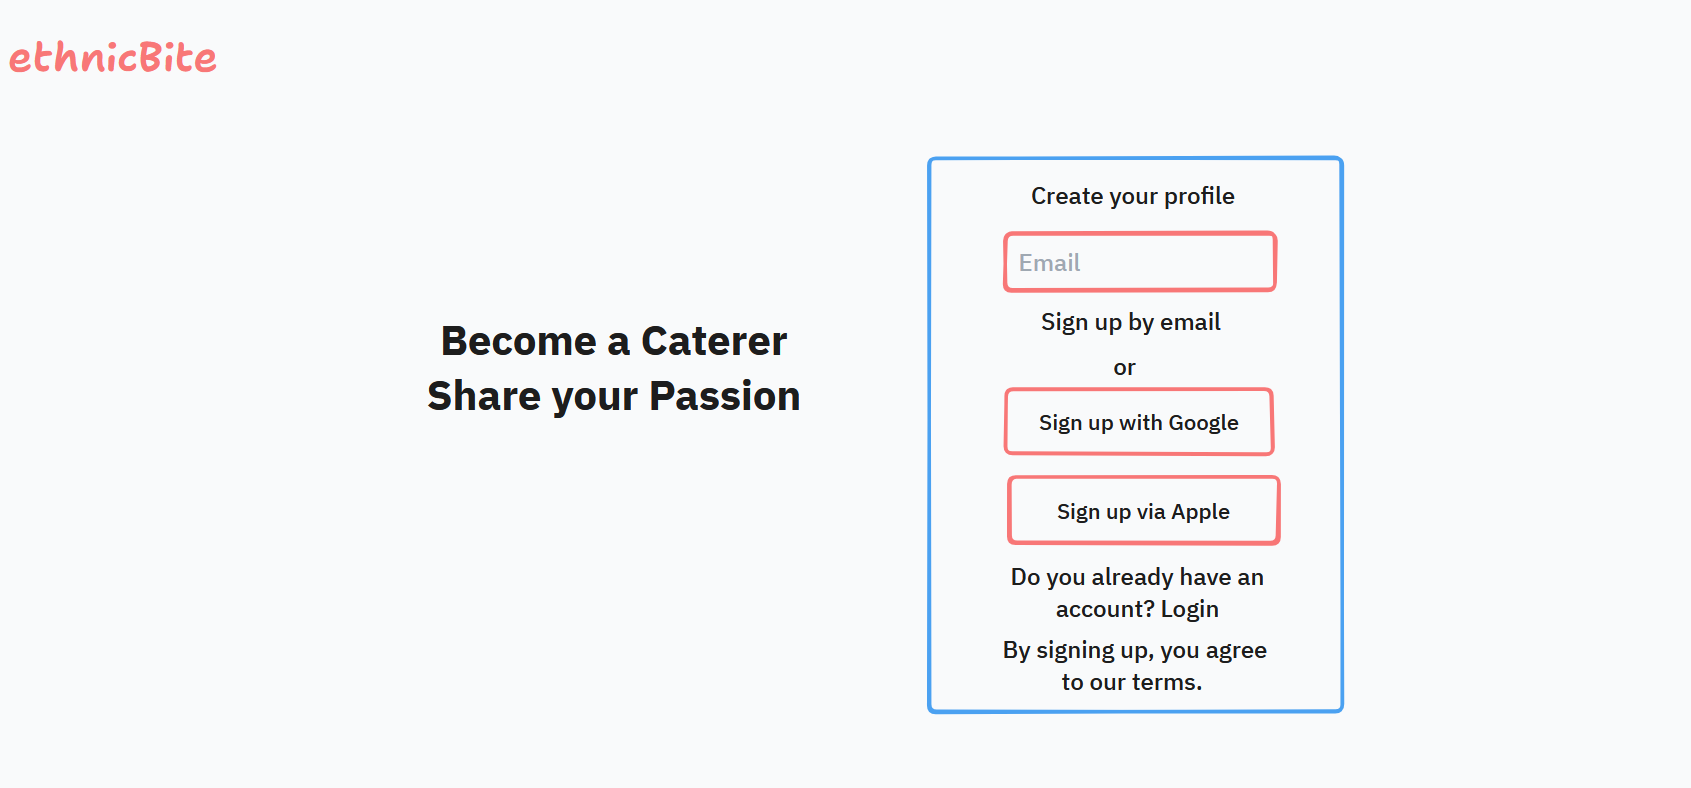 ethnicBite
Become a Caterer
Share your Passion
Create your profile
Email
Sign up by email
or
Sign up with Google
Sign up via Apple
Do you already have an
account? Login
By signing up, you agree
to our terms.